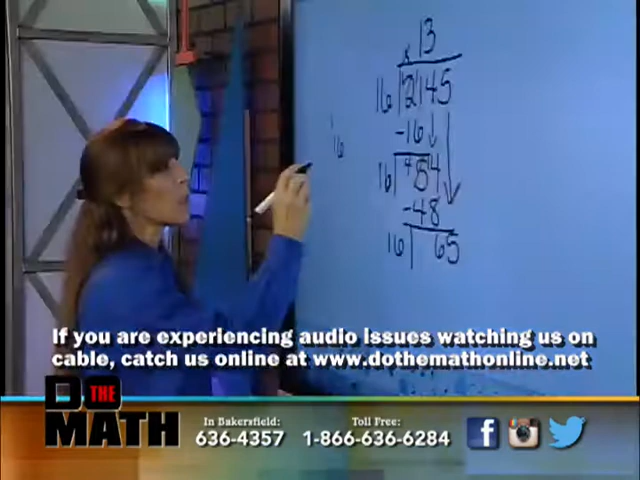 13
16 2145
-16
16 54
-48
16 65
16
If you are experiencing audio issues watching us on
cable, catch us online at www.dothemathonline.net
DO THE
MATH
In Bakersfield:
636-4357
Toll Free:
1-866-636-6284